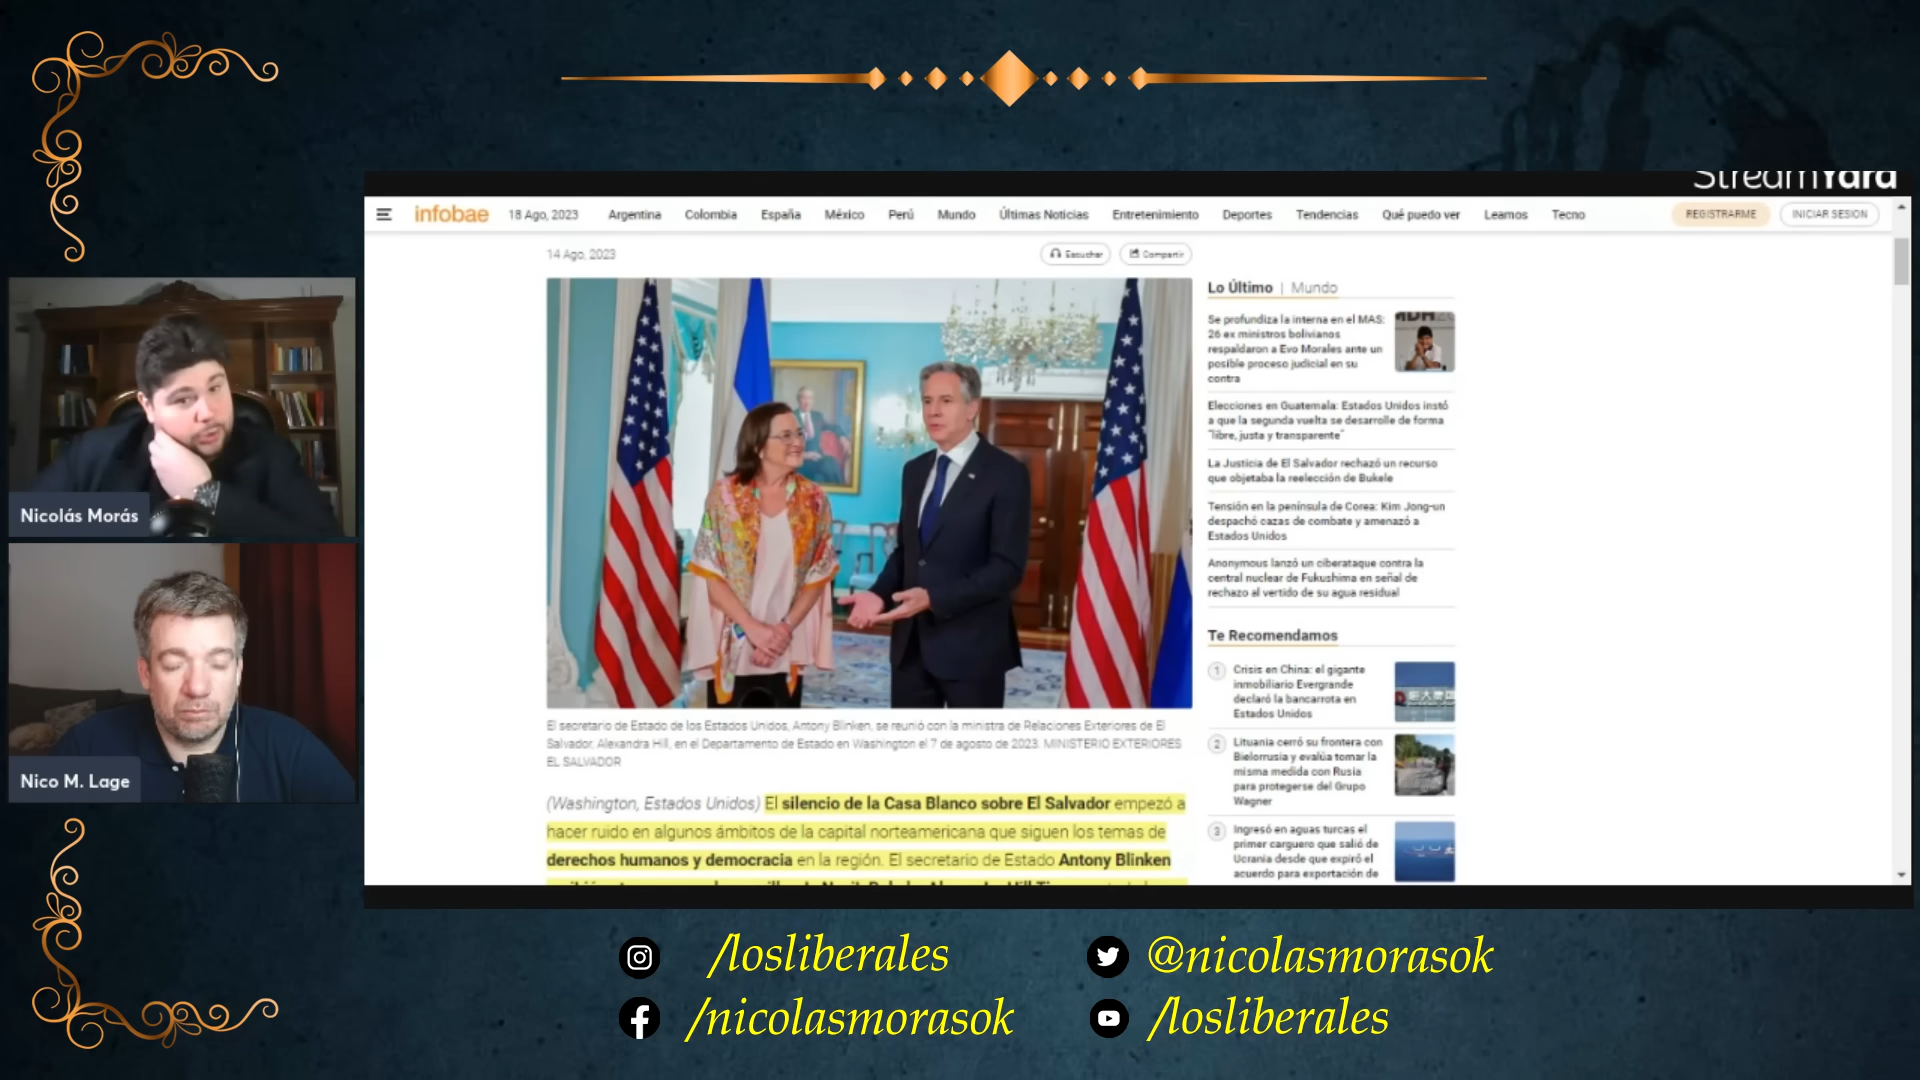 StreamYard
infobae
18 Ago, 2023
Argentina
Colombia
España
México
Perú
Mundo
Últimas Noticias
Entretenimiento
Deportes
Tendencias
Qué puedo ver
Leamos
Tecno
REGISTRARME
INICIAR SESION
14 Ago, 2023
Escuchar
Compartir
El secretario de Estado de los Estados Unidos, Antony Blinken, se reunió con la ministra de Relaciones Exteriores de El
Salvador, Alexandra Hill, en el Departamento de Estado en Washington el 7 de agosto de 2023. MINISTERIO EXTERIORES
EL SALVADOR
(Washington, Estados Unidos) El silencio de la Casa Blanco sobre El Salvador empezó a
hacer ruido en algunos ámbitos de la capital norteamericana que siguen los temas de
derechos humanos y democracia en la región. El secretario de Estado Antony Blinken
Lo Último | Mundo
Se profundiza la interna en el MAS:
26 ex ministros bolivianos
respaldaron a Evo Morales ante un
posible proceso judicial en su
contra
Elecciones en Guatemala: Estados Unidos instó
a que la segunda vuelta se desarrolle de forma
"libre, justa y transparente"
La Justicia de El Salvador rechazó un recurso
que objetaba la reelección de Bukele
Tensión en la península de Corea: Kim Jong-un
despachó cazas de combate y amenazó a
Estados Unidos
Anonymous lanzó un ciberataque contra la
central nuclear de Fukushima en señal de
rechazo al vertido de su agua residual
Te Recomendamos
1
Crisis en China: el gigante
inmobiliario Evergrande
declaró la bancarrota en
Estados Unidos
2
Lituania cerró su frontera con
Bielorrusia y evalúa tomar la
misma medida con Rusia
para protegerse del Grupo
Wagner
3
Ingresó en aguas turcas el
primer carguero que salió de
Ucrania desde que expiró el
acuerdo para exportación de
Nicolás Morás
Nico M. Lage
/losliberales
@nicolasmorasok
/nicolasmorasok
/losliberales